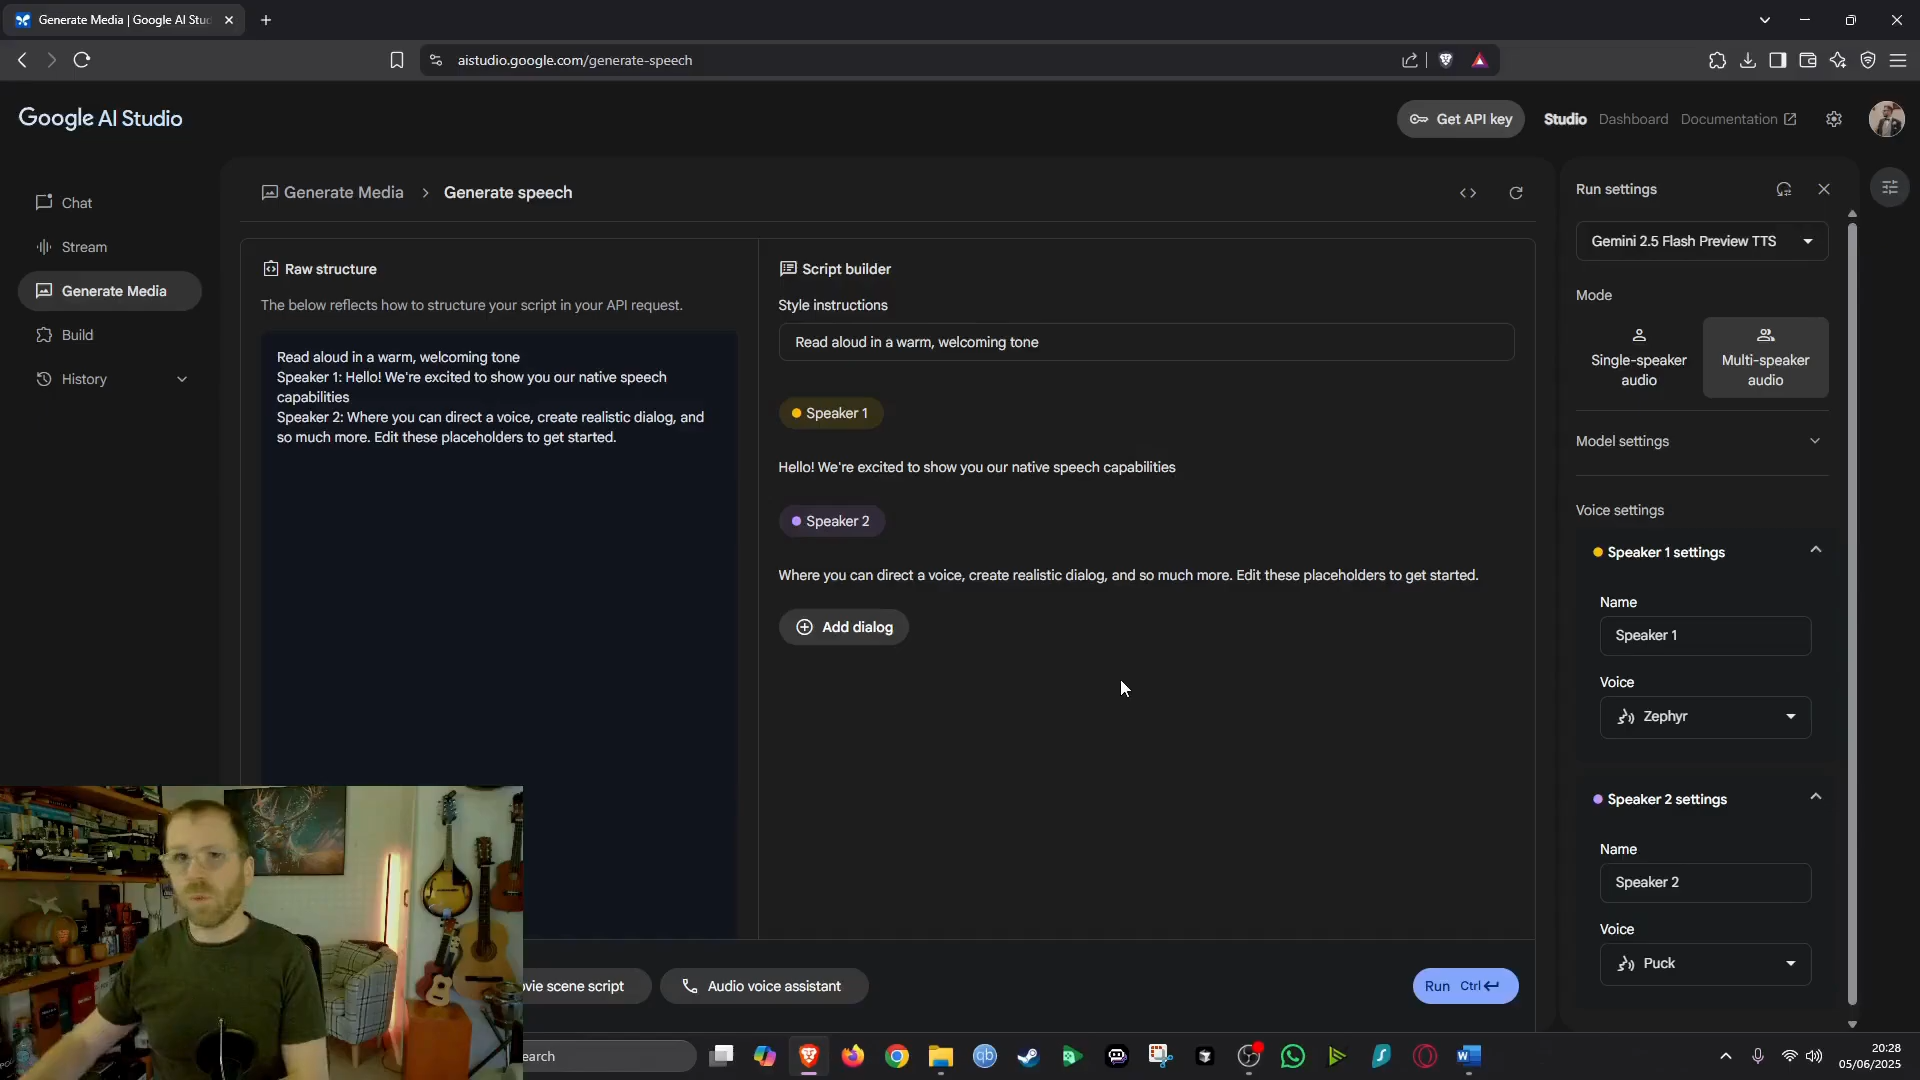 Generate Media | Google AI Stud
aistudio.google.com/generate-speech
Google AI Studio
Get API key
Studio
Dashboard
Documentation
Chat
Stream
Generate Media
Build
History
Generate Media > Generate speech
Raw structure
The below reflects how to structure your script in your API request.
Read aloud in a warm, welcoming tone
Speaker 1: Hello! We're excited to show you our native speech
capabilities
Speaker 2: Where you can direct a voice, create realistic dialog, and
so much more. Edit these placeholders to get started.
Script builder
Style instructions
Read aloud in a warm, welcoming tone
Speaker 1
Hello! We're excited to show you our native speech capabilities
Speaker 2
Where you can direct a voice, create realistic dialog, and so much more. Edit these placeholders to get started.
Add dialog
ovie scene script
Audio voice assistant
Run Ctrl
Run settings
Gemini 2.5 Flash Preview TTS
Mode
Single-speaker
audio
Multi-speaker
audio
Model settings
Voice settings
Speaker 1 settings
Name
Speaker 1
Voice
Zephyr
Speaker 2 settings
Name
Speaker 2
Voice
Puck
earch
qb
W
20:28
05/06/2025